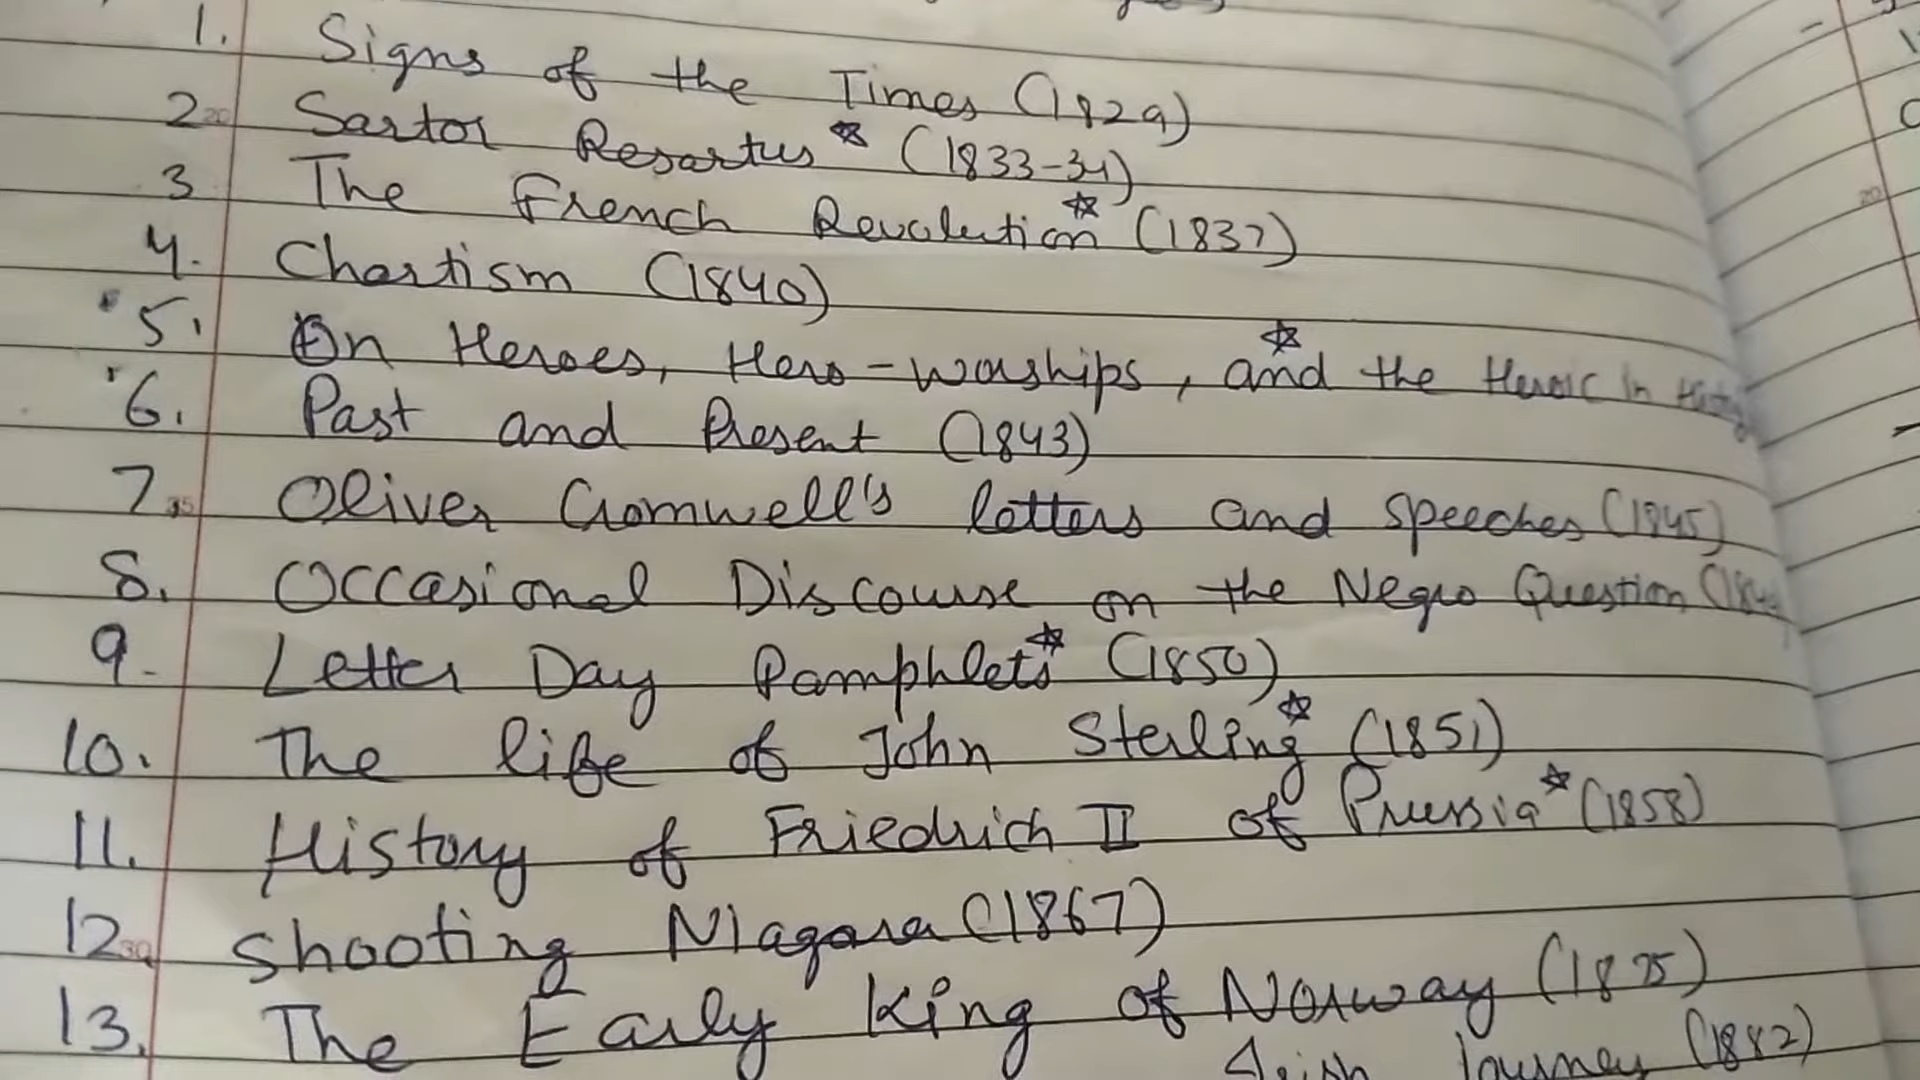 1. Signs of the Times (1829)
2. Sartor Resartus* (1833-34)
3 The French Revolution* (1837)
4. Chartism (1840)
5. On Heroes, Hero-worships, and* the Heroic in History
6. Past and Present (1843)
7. Oliver Cromwell's letters and speeches (1845)
8. Occasional Discourse on the Negro Question
9. Letter Day Pamphlets* (1850)
10. The life of John Sterling* (1851)
11. History of Friedrich II of Prussia* (1858)
12. Shooting Niagara (1867)
13. The Early King of Norway (1875)
Irish Journey (1882)